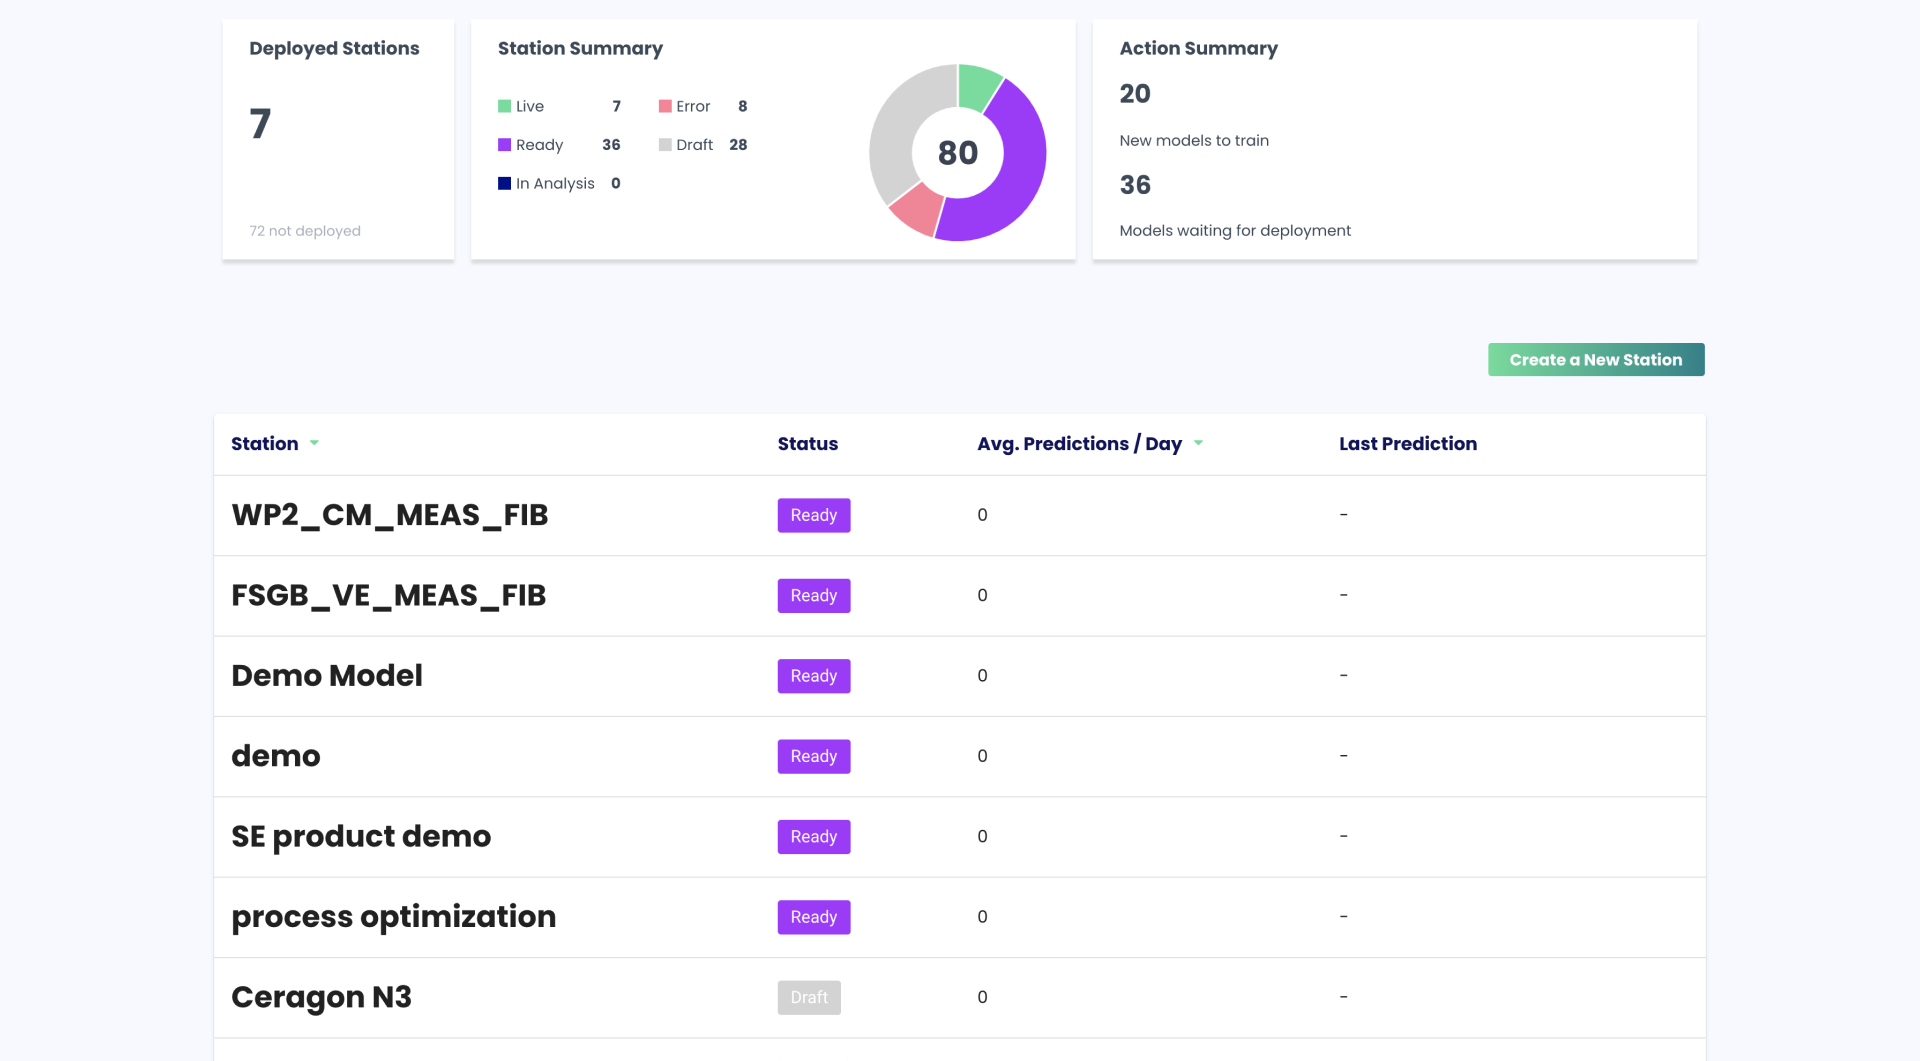 Deployed Stations
7
72 not deployed
Station Summary
Live 7
Error 8
Ready 36
Draft 28
In Analysis 0
80
Action Summary
20
New models to train
36
Models waiting for deployment
Create a New Station
Station Status Avg. Predictions / Day Last Prediction
WP2_CM_MEAS_FIB Ready 0 -
FSGB_VE_MEAS_FIB Ready 0 -
Demo Model Ready 0 -
demo Ready 0 -
SE product demo Ready 0 -
process optimization Ready 0 -
Ceragon N3 Draft 0 -